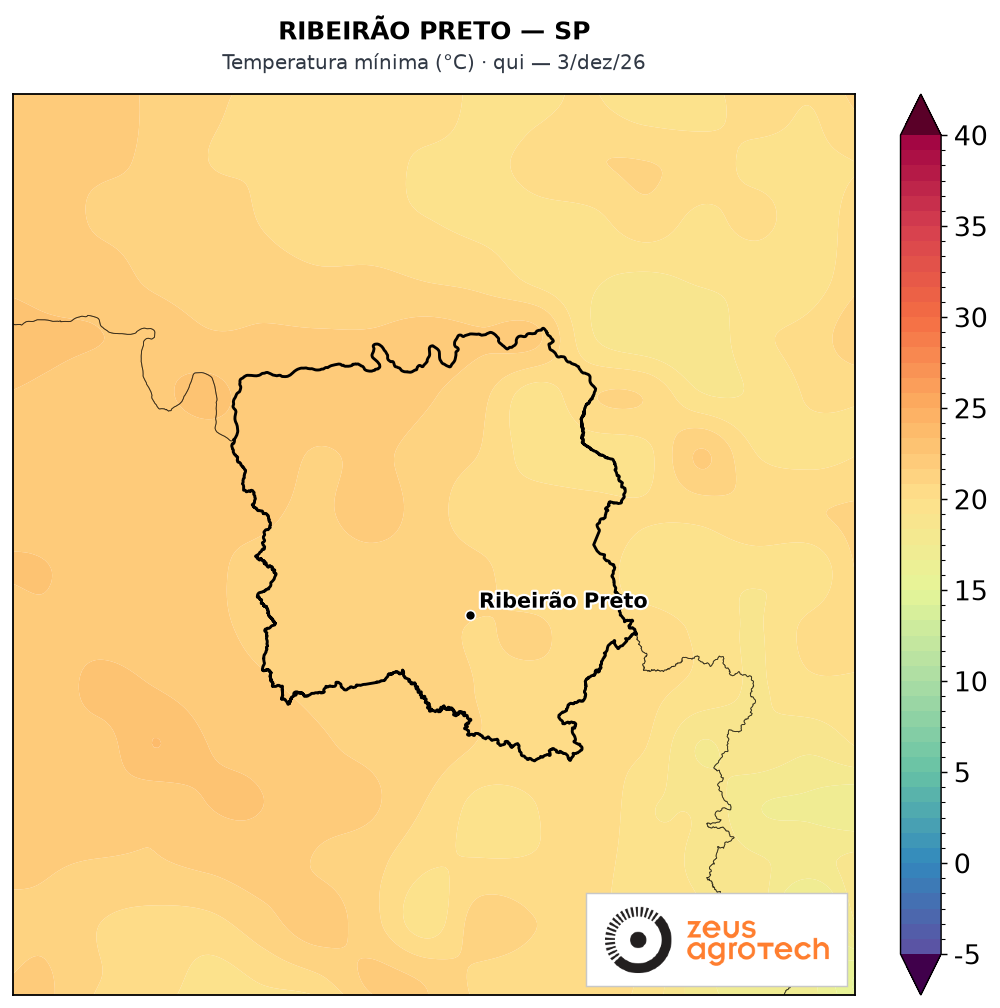 RIBEIRÃO PRETO — SP
Temperatura mínima (°C) · qui — 3/dez/26
40
35
30
25
20
15
10
5
0
-5
Ribeirão Preto
zeus
agrotech